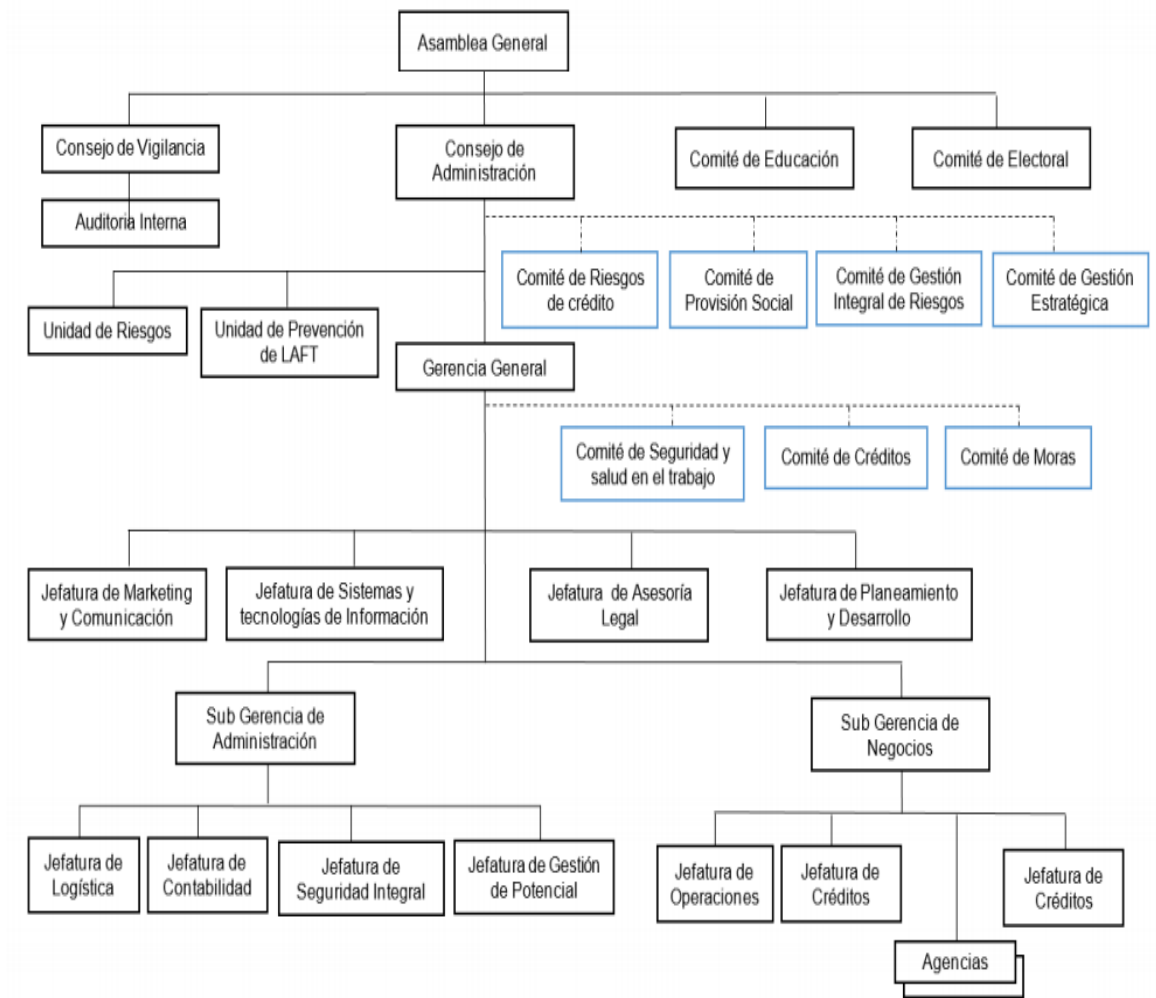 Asamblea General
Consejo de Vigilancia
Consejo de
Administración
Comité de Educación
Comité de Electoral
Auditoria Interna
Comité de Riesgos
de crédito
Comité de
Provisión Social
Comité de Gestión
Integral de Riesgos
Comité de Gestión
Estratégica
Unidad de Riesgos
Unidad de Prevención
de LAFT
Gerencia General
Comité de Seguridad y
salud en el trabajo
Comité de Créditos
Comité de Moras
Jefatura de Marketing
y Comunicación
Jefatura de Sistemas y
tecnologías de Información
Jefatura de Asesoría
Legal
Jefatura de Planeamiento
y Desarrollo
Sub Gerencia de
Administración
Sub Gerencia de
Negocios
Jefatura de
Logística
Jefatura de
Contabilidad
Jefatura de
Seguridad Integral
Jefatura de Gestión
de Potencial
Jefatura de
Operaciones
Jefatura de
Créditos
Jefatura de
Créditos
Agencias